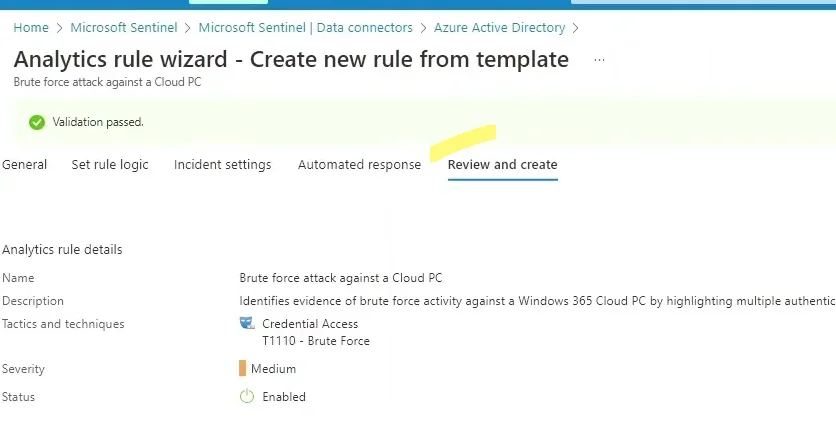 Home > Microsoft Sentinel > Microsoft Sentinel | Data connectors > Azure Active Directory >
Analytics rule wizard - Create new rule from template ...
Brute force attack against a Cloud PC
Validation passed.
General Set rule logic Incident settings Automated response Review and create
Analytics rule details
Name Brute force attack against a Cloud PC
Description Identifies evidence of brute force activity against a Windows 365 Cloud PC by highlighting multiple authentic
Tactics and techniques Credential Access
T1110 - Brute Force
Severity Medium
Status Enabled